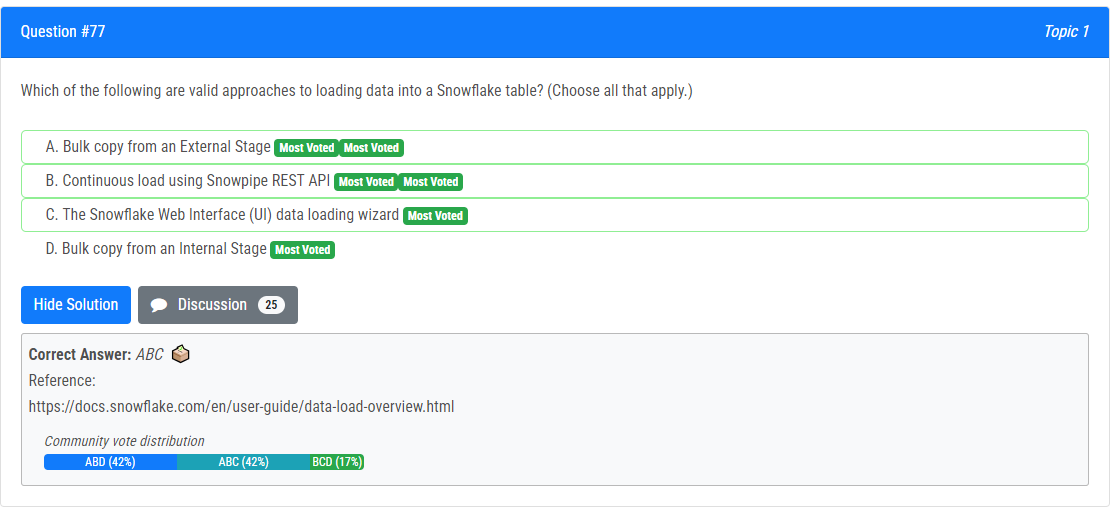 Question #77 Topic 1
Which of the following are valid approaches to loading data into a Snowflake table? (Choose all that apply.)
A. Bulk copy from an External Stage Most Voted Most Voted
B. Continuous load using Snowpipe REST API Most Voted Most Voted
C. The Snowflake Web Interface (UI) data loading wizard Most Voted
D. Bulk copy from an Internal Stage Most Voted
Hide Solution Discussion 25
Correct Answer: ABC
Reference:
https://docs.snowflake.com/en/user-guide/data-load-overview.html
Community vote distribution
ABD (42%) ABC (42%) BCD (17%)